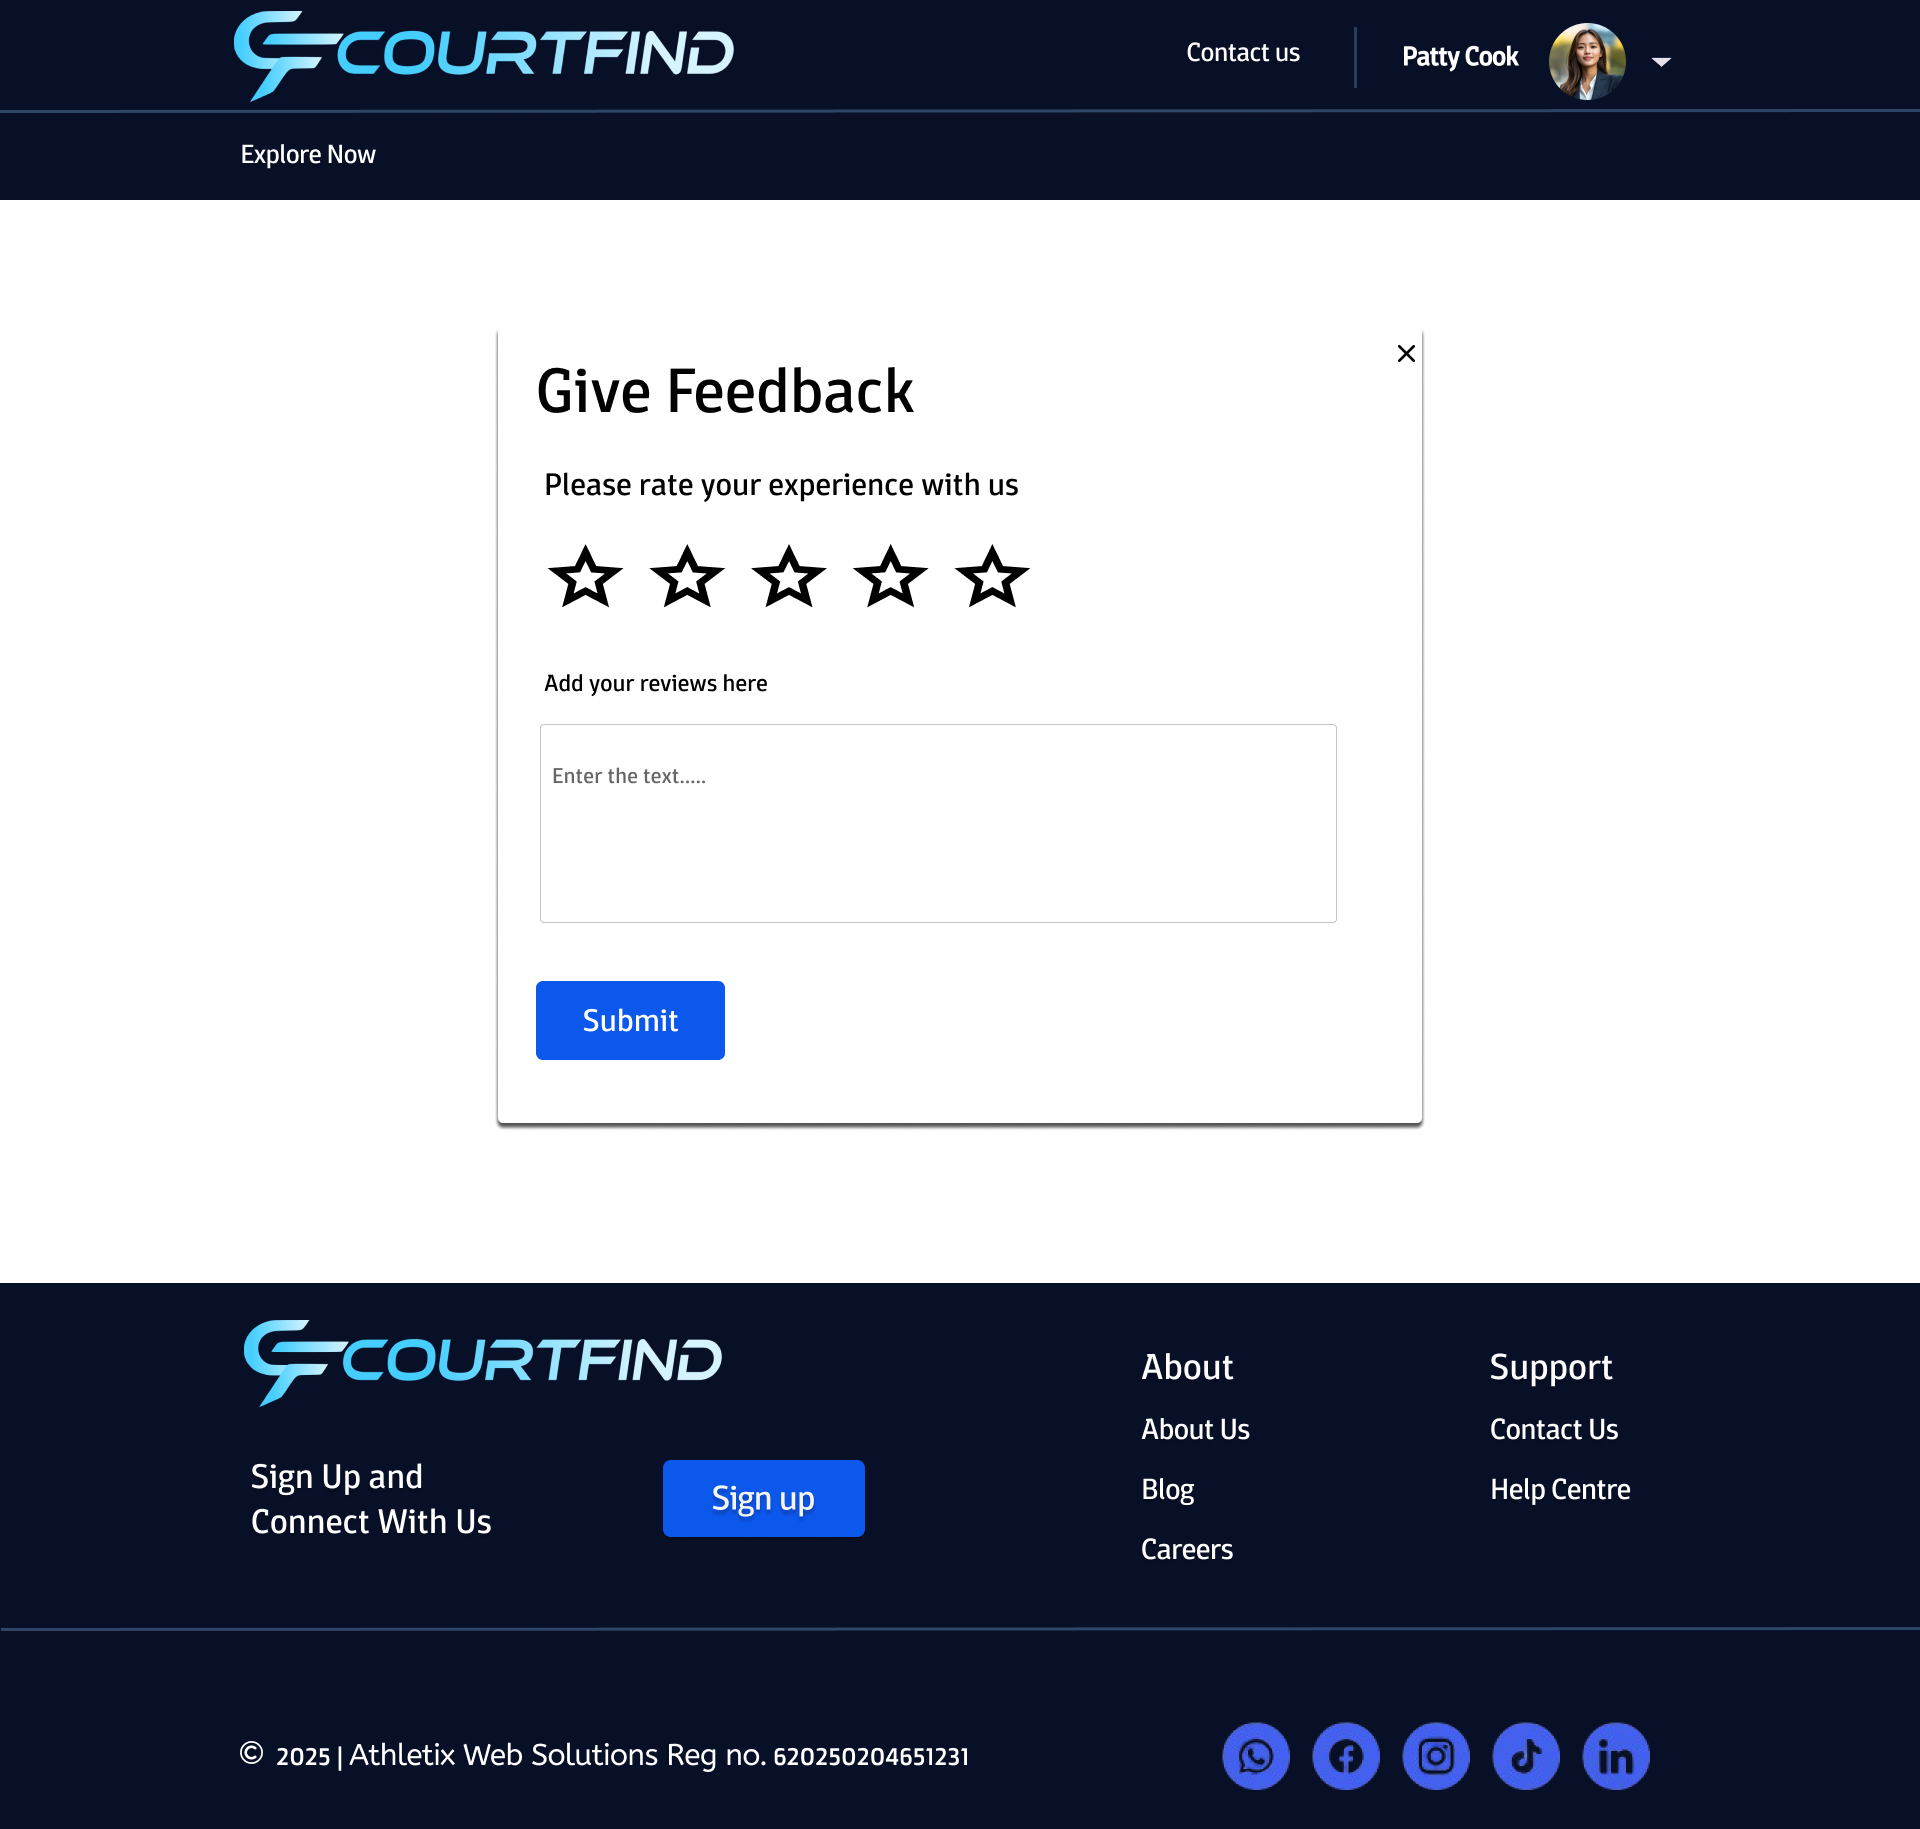 COURTFIND
Contact us
Patty Cook
Explore Now
Give Feedback
Please rate your experience with us
Add your reviews here
Enter the text.....
Submit
COURTFIND
Sign Up and
Connect With Us
Sign up
About
About Us
Blog
Careers
Support
Contact Us
Help Centre
© 2025 | Athletix Web Solutions Reg no. 620250204651231